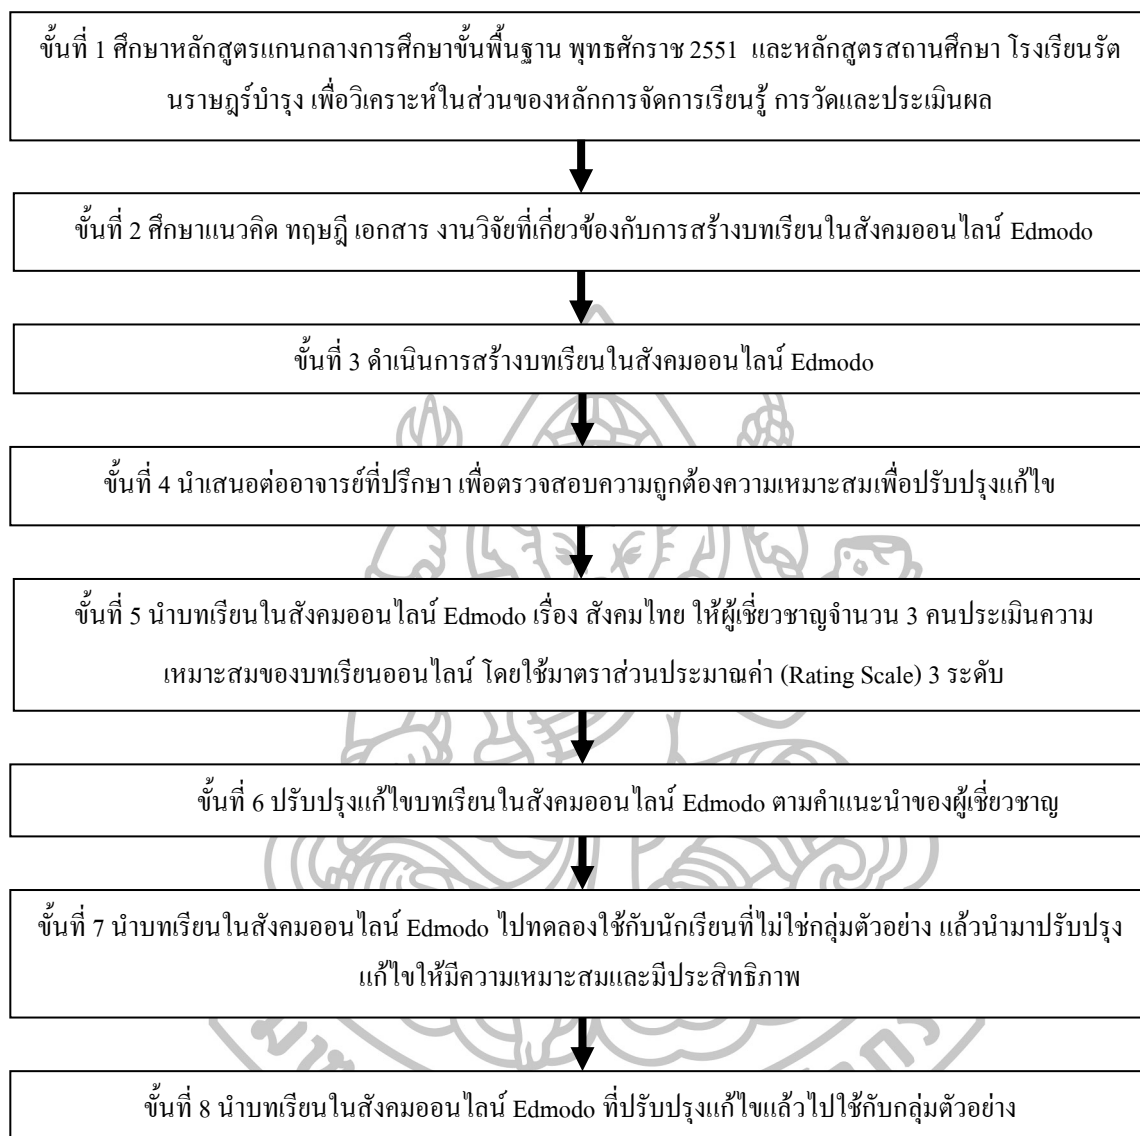 ขั้นที่ 1 ศึกษาหลักสูตรแกนกลางการศึกษาขั้นพื้นฐาน พุทธศักราช 2551 และหลักสูตรสถานศึกษา โรงเรียนรัต
นราษฎร์บำรุง เพื่อวิเคราะห์ในส่วนของหลักการจัดการเรียนรู้ การวัดและประเมินผล
ขั้นที่ 2 ศึกษาแนวคิด ทฤษฎี เอกสาร งานวิจัยที่เกี่ยวข้องกับการสร้างบทเรียนในสังคมออนไลน์ Edmodo
ขั้นที่ 3 ดำเนินการสร้างบทเรียนในสังคมออนไลน์ Edmodo
ขั้นที่ 4 นำเสนอต่ออาจารย์ที่ปรึกษา เพื่อตรวจสอบความถูกต้องความเหมาะสมเพื่อปรับปรุงแก้ไข
ขั้นที่ 5 นำบทเรียนในสังคมออนไลน์ Edmodo เรื่อง สังคมไทย ให้ผู้เชี่ยวชาญจำนวน 3 คนประเมินความ
เหมาะสมของบทเรียนออนไลน์ โดยใช้มาตราส่วนประมาณค่า (Rating Scale) 3 ระดับ
ขั้นที่ 6 ปรับปรุงแก้ไขบทเรียนในสังคมออนไลน์ Edmodo ตามคำแนะนำของผู้เชี่ยวชาญ
ขั้นที่ 7 นำบทเรียนในสังคมออนไลน์ Edmodo ไปทดลองใช้กับนักเรียนที่ไม่ใช่กลุ่มตัวอย่าง แล้วนำมาปรับปรุง
แก้ไขให้มีความเหมาะสมและมีประสิทธิภาพ
ขั้นที่ 8 นำบทเรียนในสังคมออนไลน์ Edmodo ที่ปรับปรุงแก้ไขแล้วไปใช้กับกลุ่มตัวอย่าง